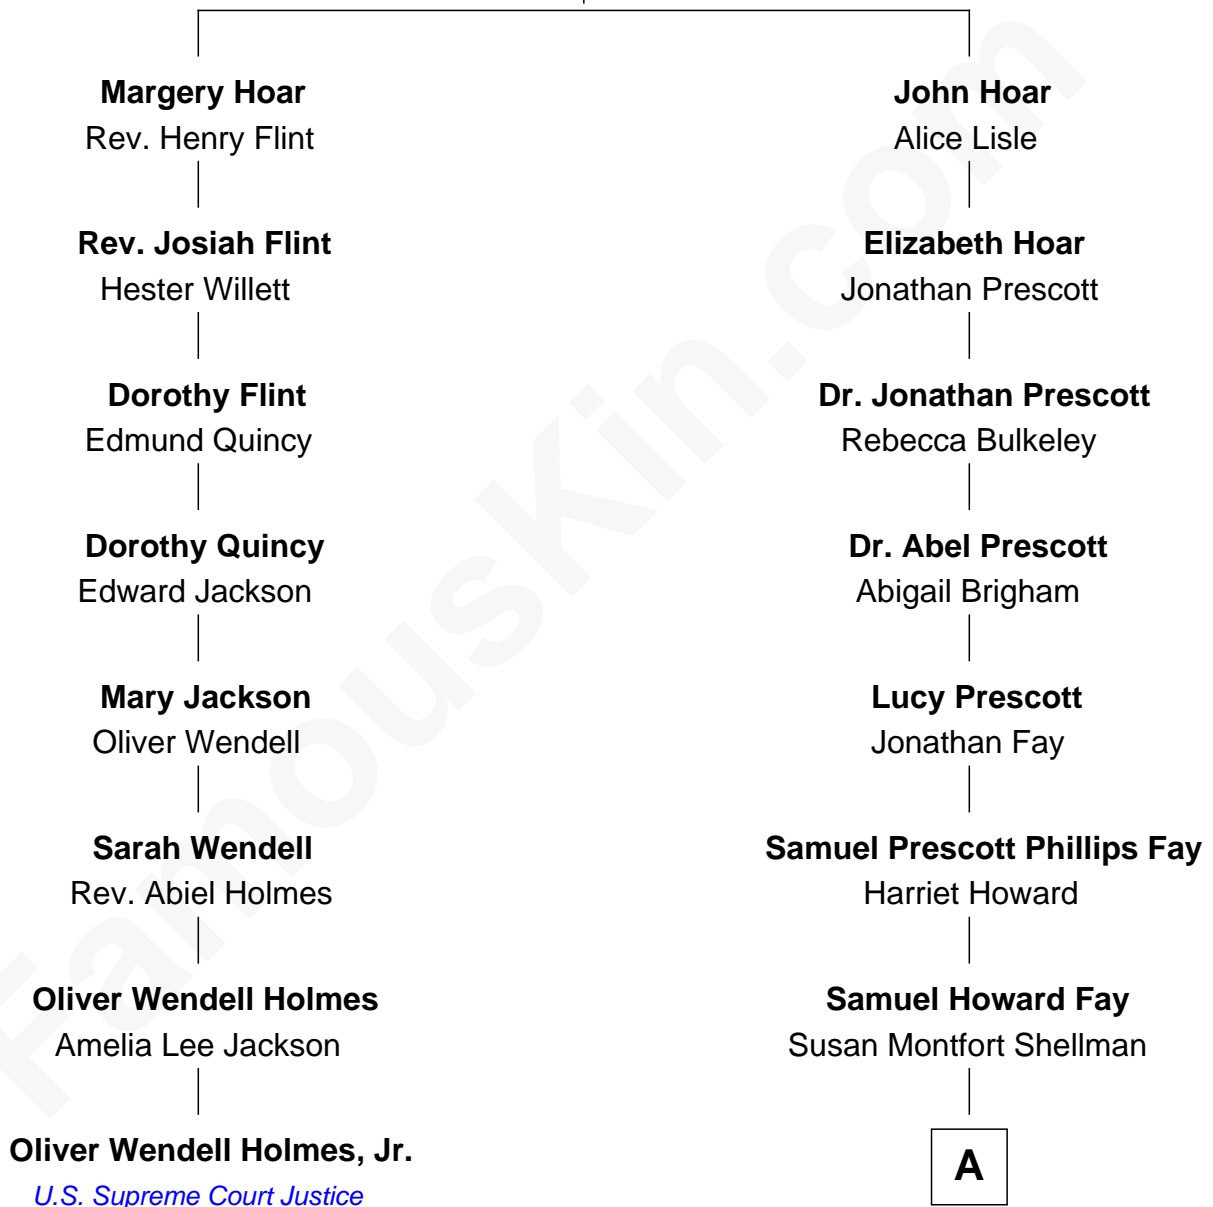 Margery Hoar
Rev. Henry Flint
Rev. Josiah Flint
Hester Willett
Dorothy Flint
Edmund Quincy
Dorothy Quincy
Edward Jackson
Mary Jackson
Oliver Wendell
Sarah Wendell
Rev. Abiel Holmes
Oliver Wendell Holmes
Amelia Lee Jackson
Oliver Wendell Holmes, Jr.
U.S. Supreme Court Justice
John Hoar
Alice Lisle
Elizabeth Hoar
Jonathan Prescott
Dr. Jonathan Prescott
Rebecca Bulkeley
Dr. Abel Prescott
Abigail Brigham
Lucy Prescott
Jonathan Fay
Samuel Prescott Phillips Fay
Harriet Howard
Samuel Howard Fay
Susan Montfort Shellman
A
FamousKin.com